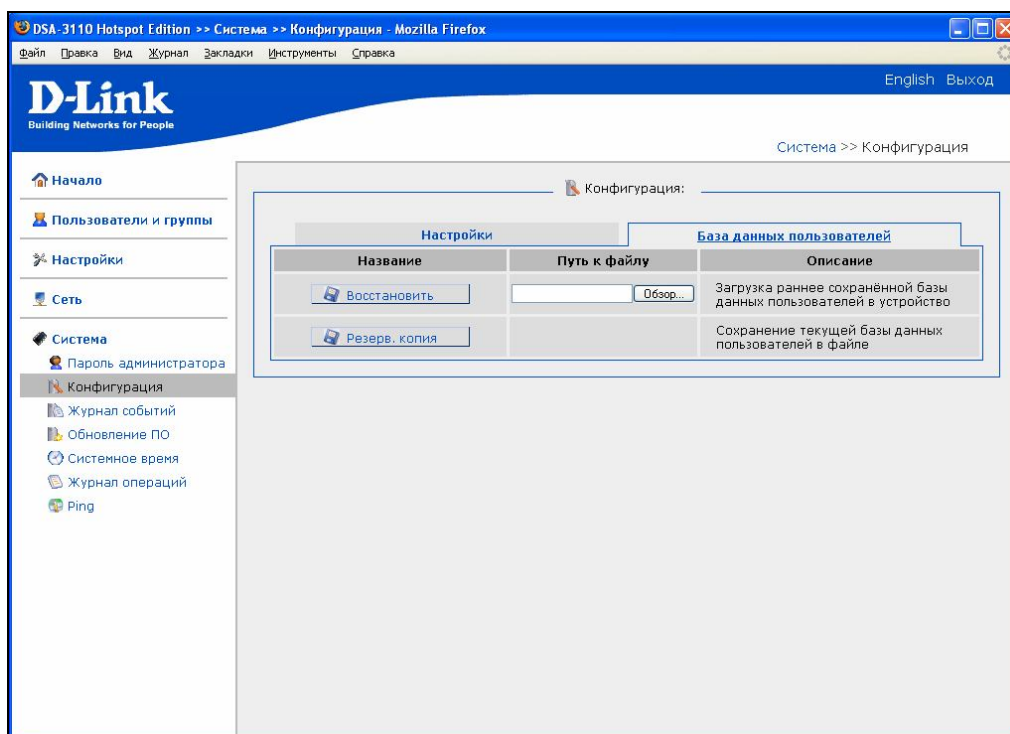 DSA-3110 Hotspot Edition >> Система >> Конфигурация - Mozilla Firefox
Файл Правка Вид Журнал Закладки Инструменты Справка
English Выход
D-Link
Building Networks for People
Система >> Конфигурация
Начало
Пользователи и группы
Настройки
Сеть
Система
Пароль администратора
Конфигурация
Журнал событий
Обновление ПО
Системное время
Журнал операций
Ping
Конфигурация:
Настройки База данных пользователей
Название Путь к файлу Описание
Восстановить Обзор... Загрузка раннее сохранённой базы
данных пользователей в устройство
Резерв. копия Сохранение текущей базы данных
пользователей в файле